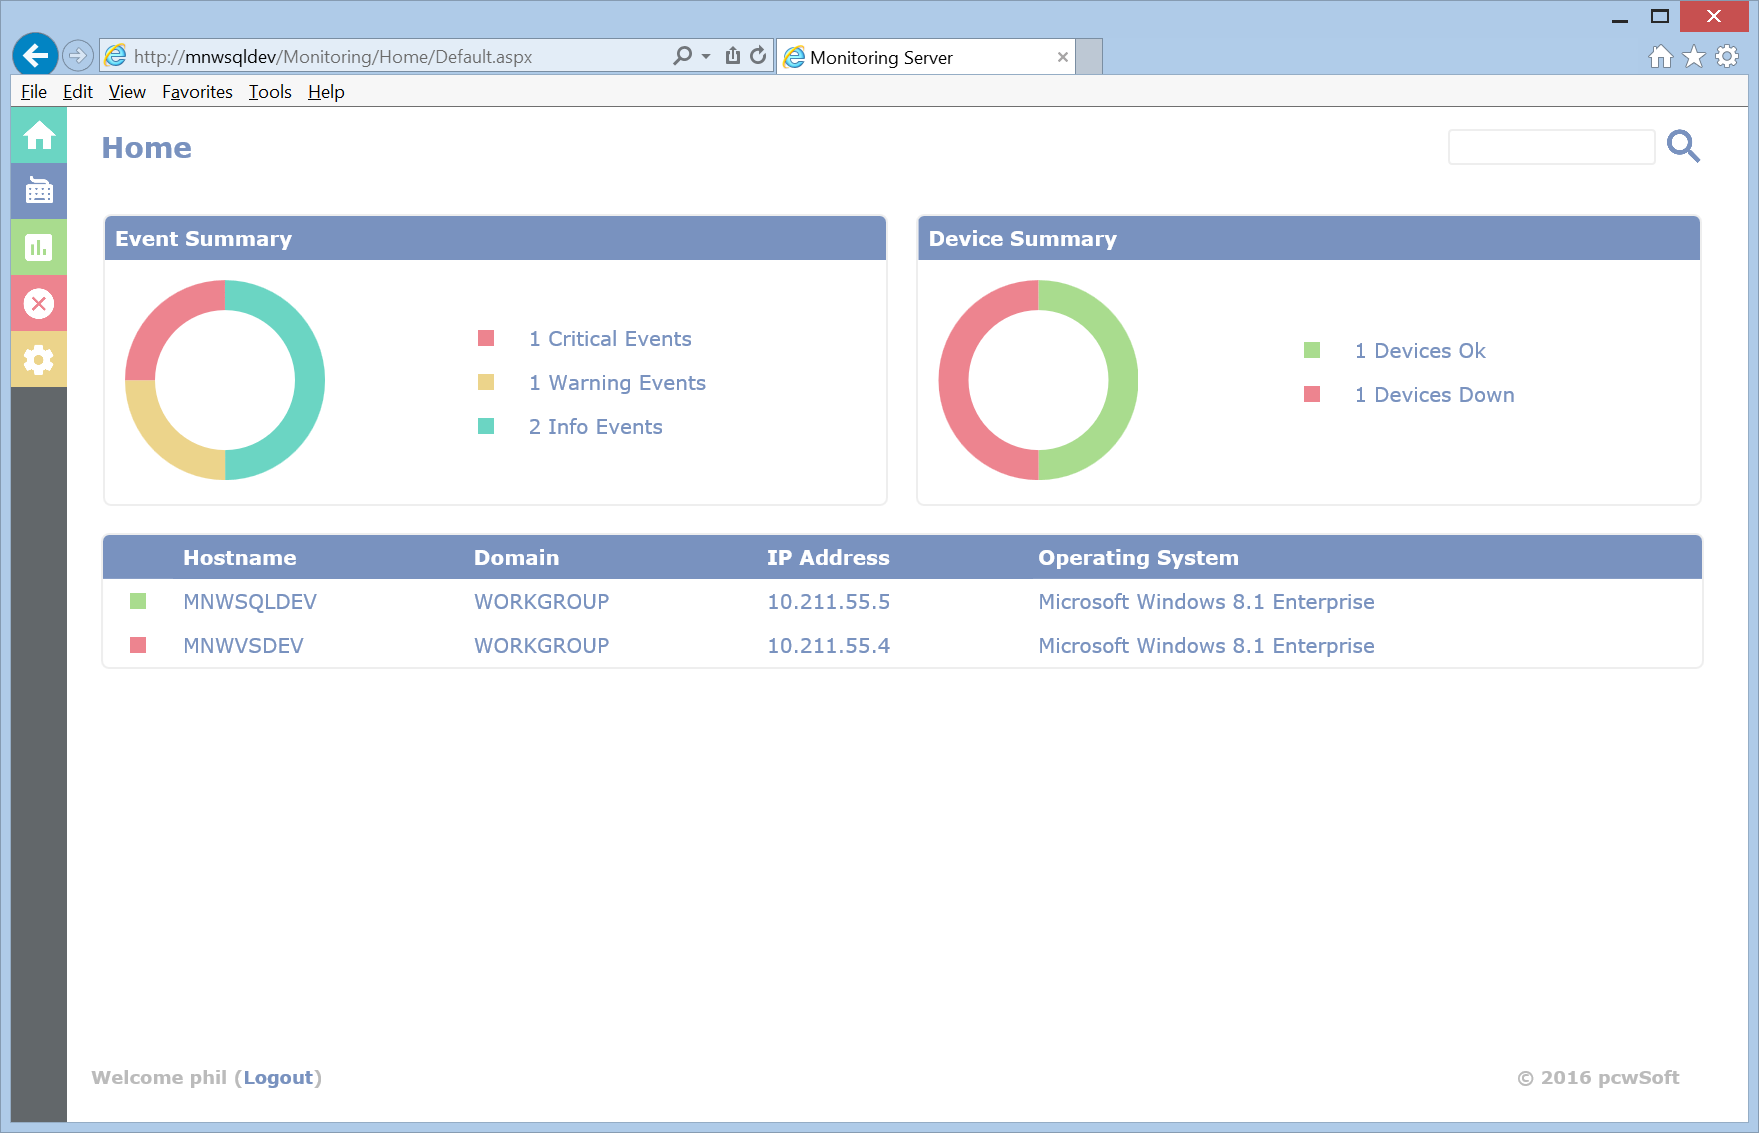 http://mnwsqldev/Monitoring/Home/Default.aspx
Monitoring Server
File Edit View Favorites Tools Help
Home
Event Summary
1 Critical Events
1 Warning Events
2 Info Events
Device Summary
1 Devices Ok
1 Devices Down
Hostname Domain IP Address Operating System
MNWSQLDEV WORKGROUP 10.211.55.5 Microsoft Windows 8.1 Enterprise
MNWVSDEV WORKGROUP 10.211.55.4 Microsoft Windows 8.1 Enterprise
Welcome phil (Logout)
© 2016 pcwSoft